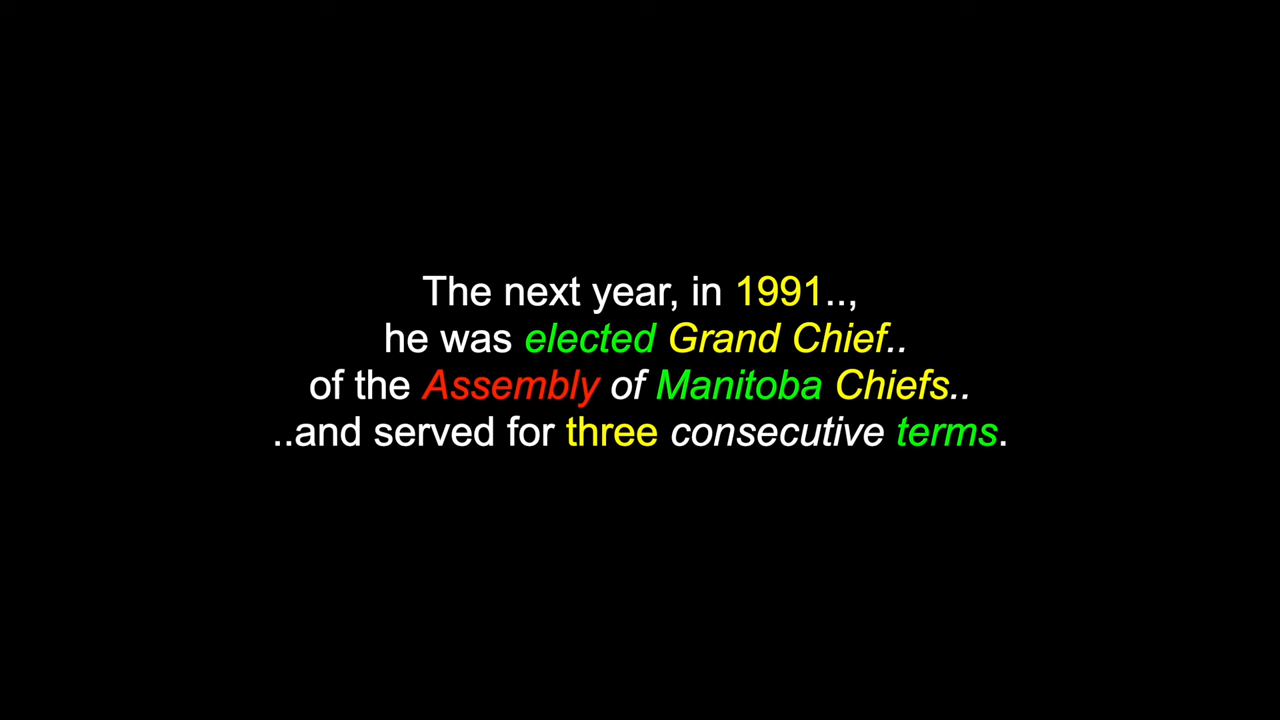 The next year, in 1991..,
he was elected Grand Chief..
of the Assembly of Manitoba Chiefs..
..and served for three consecutive terms.